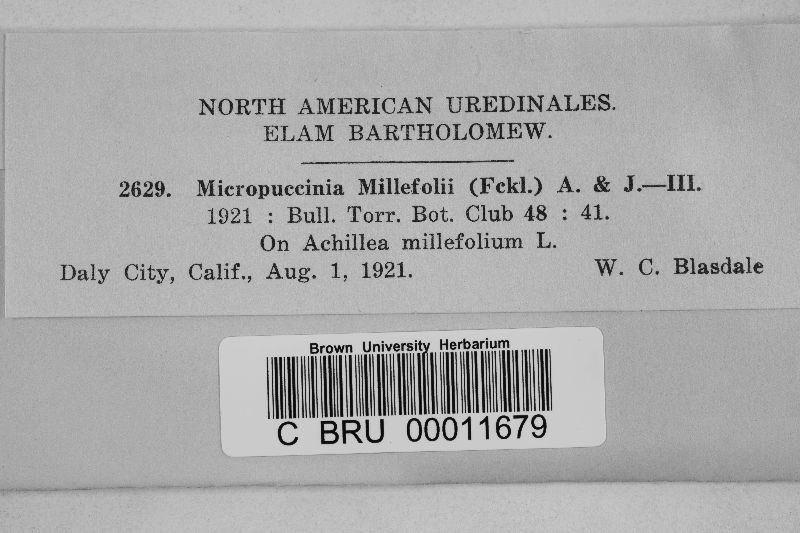 NORTH AMERICAN UREDINALES.
ELAM BARTHOLOMEW.
2629. Micropuccinia Millefolii (Fckl.) A. & J.—III.
1921 : Bull. Torr. Bot. Club 48 : 41.
On Achillea millefolium L.
Daly City, Calif., Aug. 1, 1921. W. C. Blasdale
Brown University Herbarium
C BRU 00011679